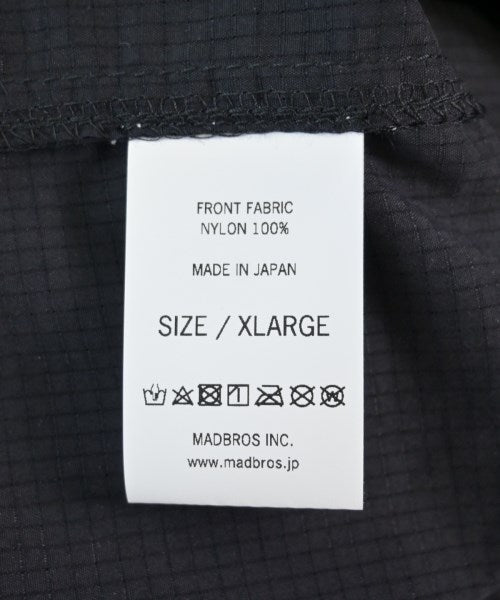 FRONT FABRIC
NYLON 100%
MADE IN JAPAN
SIZE / XLARGE
W
MADBROS INC.
www.madbros.jp